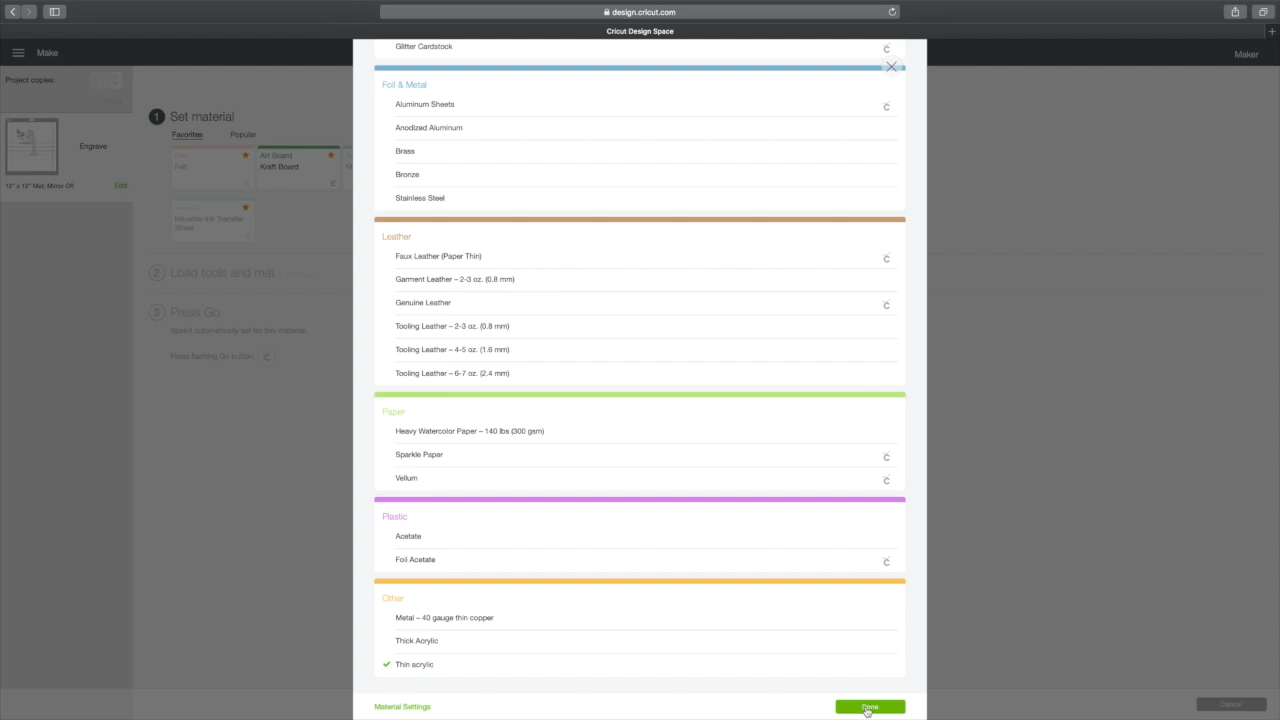 design.cricut.com
Cricut Design Space
Make
Maker
Project copies:
Engrave
12" x 12" Mat, Mirror Off
Edit
1 Set material
Favorites Popular
Felt
Art Board
Kraft Board
Infusible Ink Transfer
Sheet
2 Load tools and mat
3 Press Go
Speed automatically set for this material.
Press flashing Go button.
Glitter Cardstock
Foil & Metal
Aluminum Sheets
Anodized Aluminum
Brass
Bronze
Stainless Steel
Leather
Faux Leather (Paper Thin)
Garment Leather – 2-3 oz. (0.8 mm)
Genuine Leather
Tooling Leather – 2-3 oz. (0.8 mm)
Tooling Leather – 4-5 oz. (1.6 mm)
Tooling Leather – 6-7 oz. (2.4 mm)
Paper
Heavy Watercolor Paper – 140 lbs (300 gsm)
Sparkle Paper
Vellum
Plastic
Acetate
Foil Acetate
Other
Metal – 40 gauge thin copper
Thick Acrylic
Thin acrylic
Material Settings
Done
Cancel